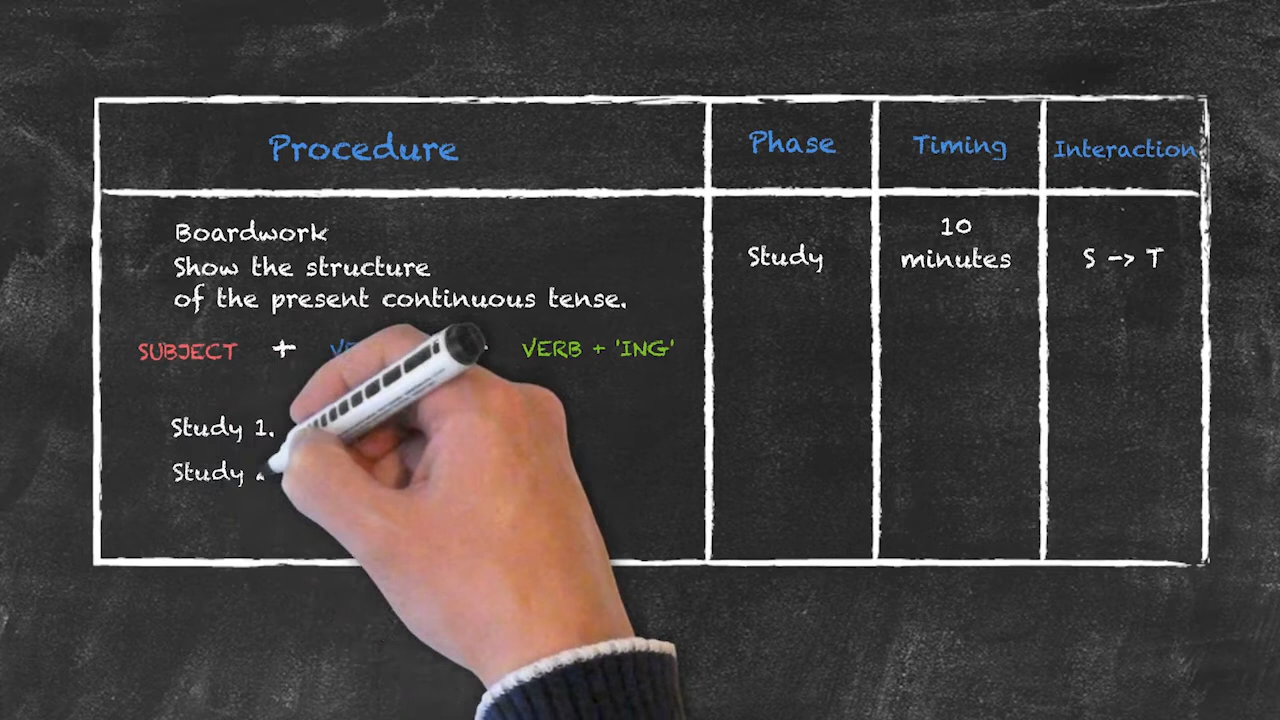 Procedure
Phase
Timing
Interaction
Boardwork
Show the structure
of the present continuous tense.
SUBJECT + VERB + 'ING'
Study 1.
Study
Study
10
minutes
S -> T